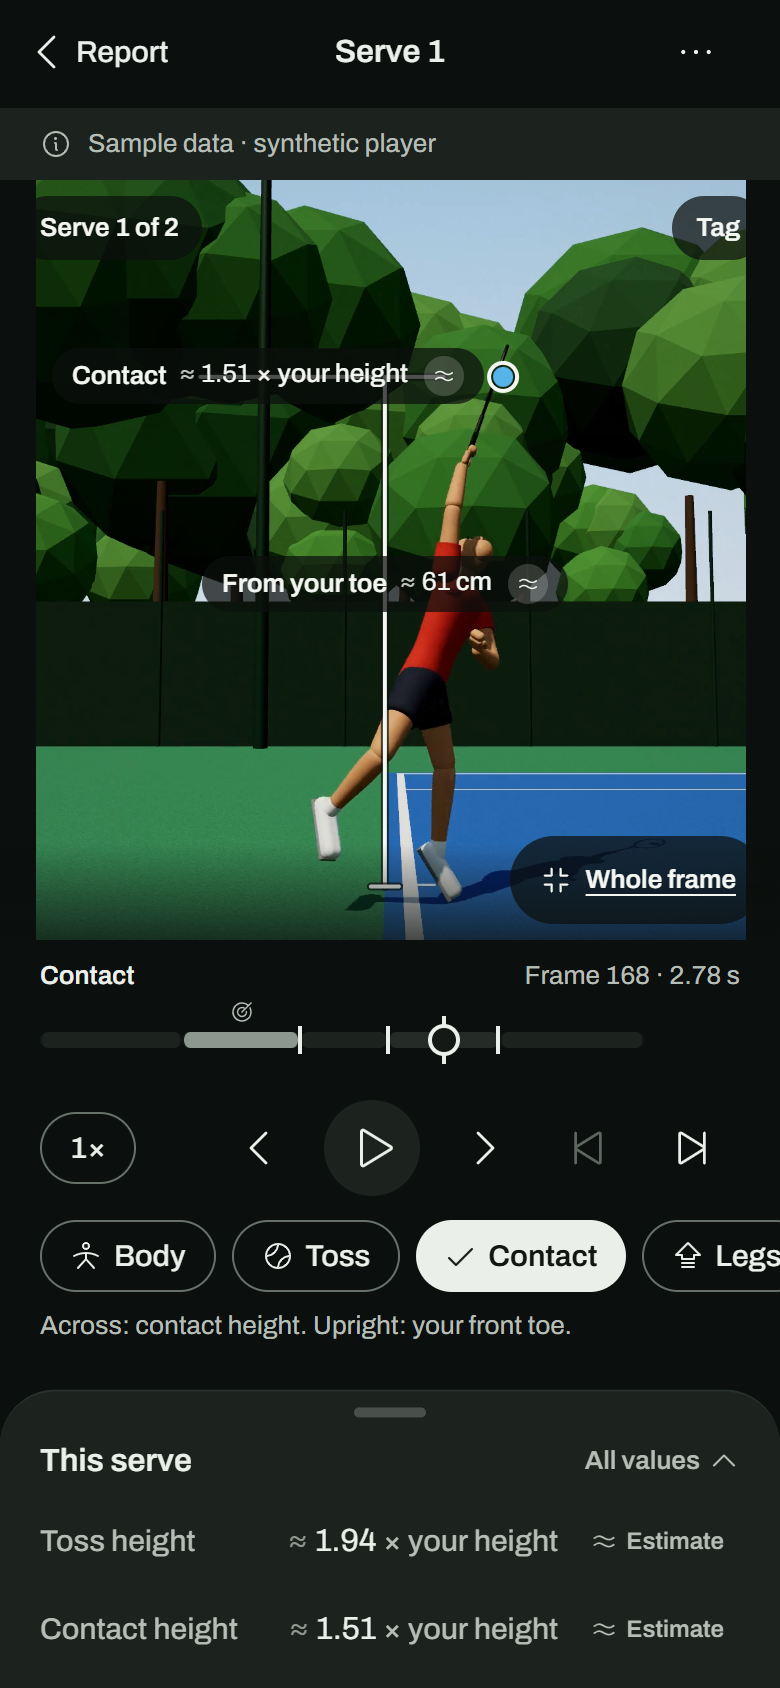 Report
Serve 1
Sample data · synthetic player
Serve 1 of 2
Tag
Contact ≈ 1.51 × your height ≈
From your toe ≈ 61 cm ≈
Whole frame
Contact
Frame 168 · 2.78 s
1×
Body
Toss
Contact
Legs
Across: contact height. Upright: your front toe.
This serve
All values
Toss height ≈ 1.94 × your height ≈ Estimate
Contact height ≈ 1.51 × your height ≈ Estimate